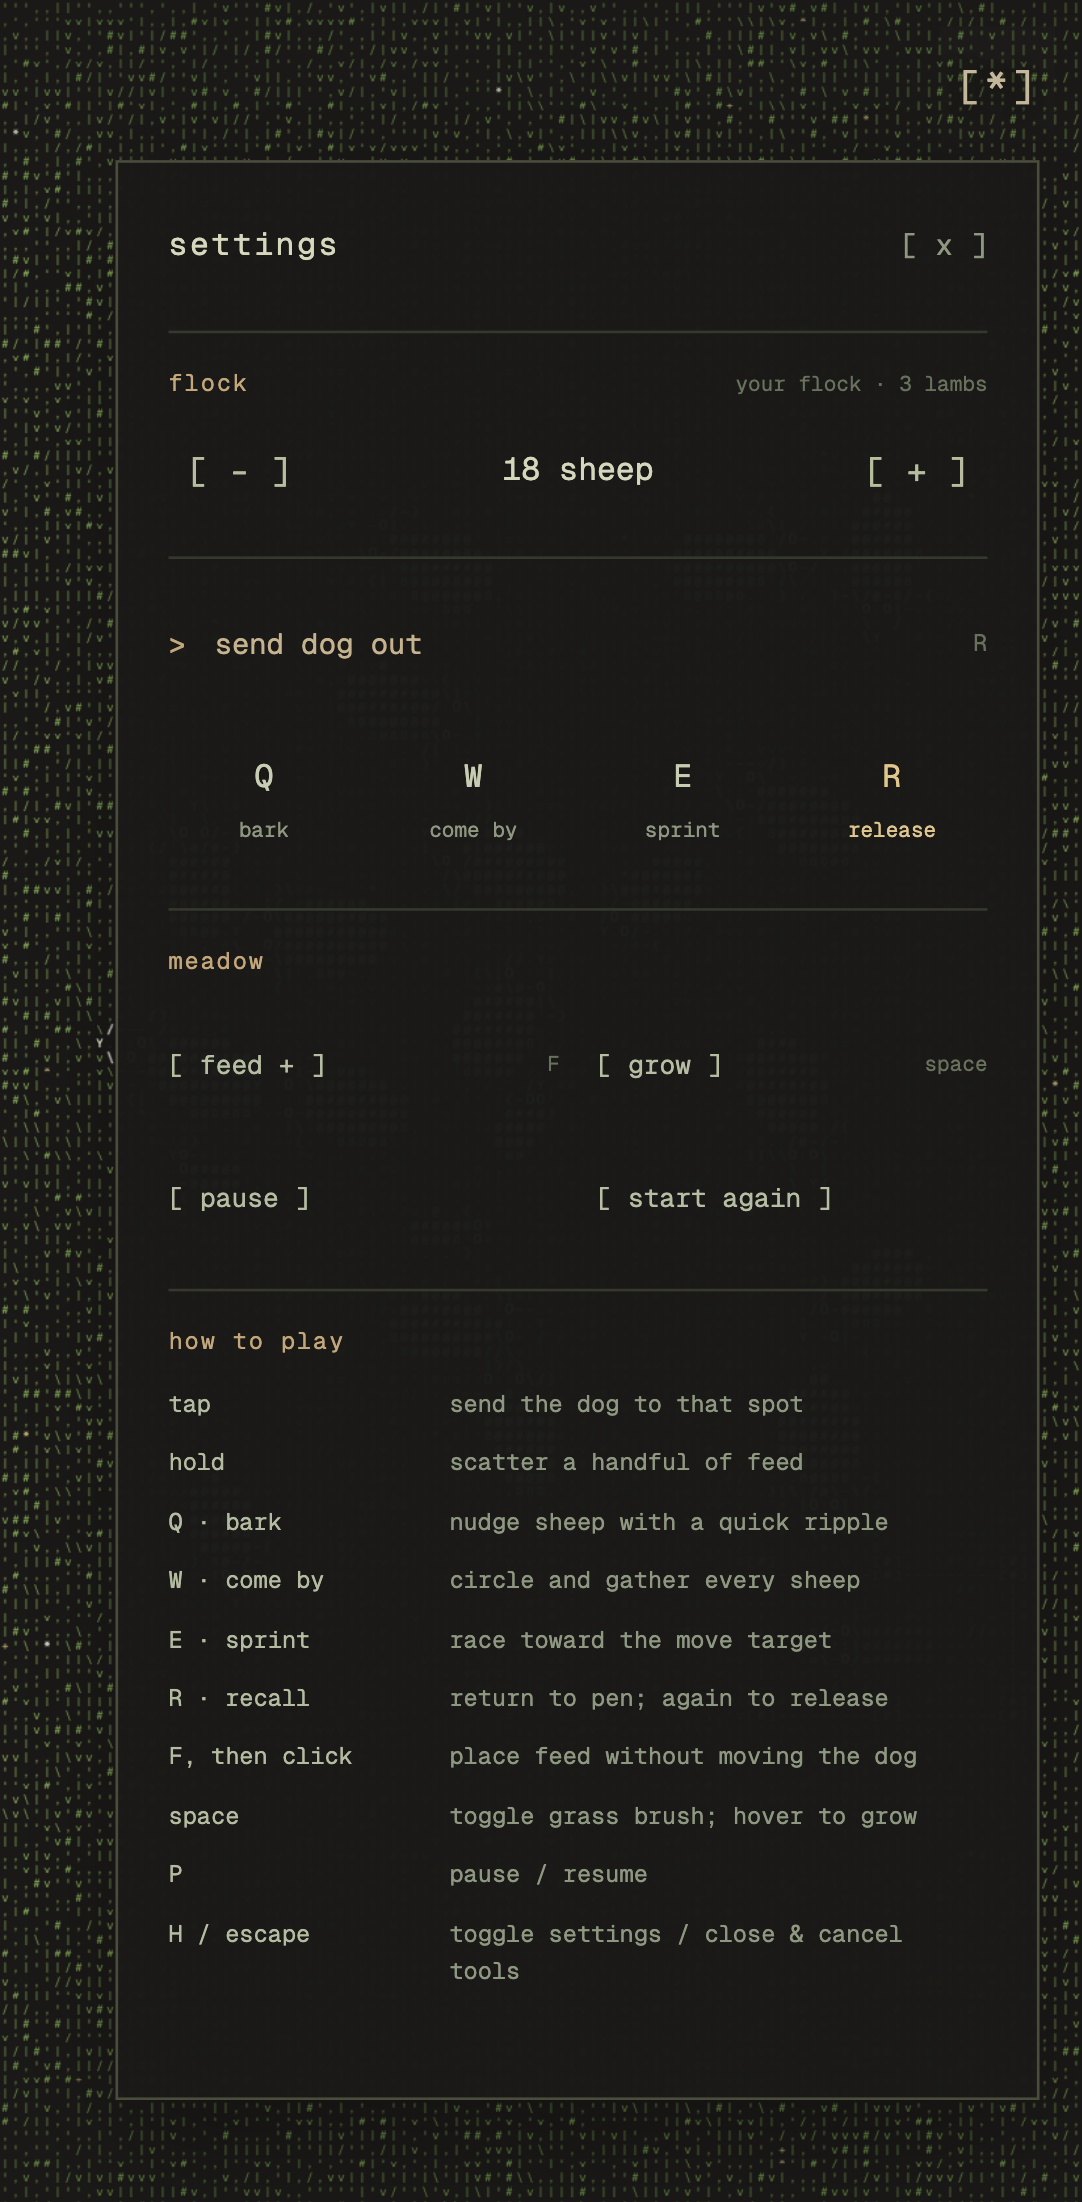 [*]
settings [ x ]
flock your flock · 3 lambs
[ - ] 18 sheep [ + ]
> send dog out R
Q W E R
bark come by sprint release
meadow
[ feed + ] F [ grow ] space
[ pause ] [ start again ]
how to play
tap send the dog to that spot
hold scatter a handful of feed
Q · bark nudge sheep with a quick ripple
W · come by circle and gather every sheep
E · sprint race toward the move target
R · recall return to pen; again to release
F, then click place feed without moving the dog
space toggle grass brush; hover to grow
P pause / resume
H / escape toggle settings / close & cancel
tools